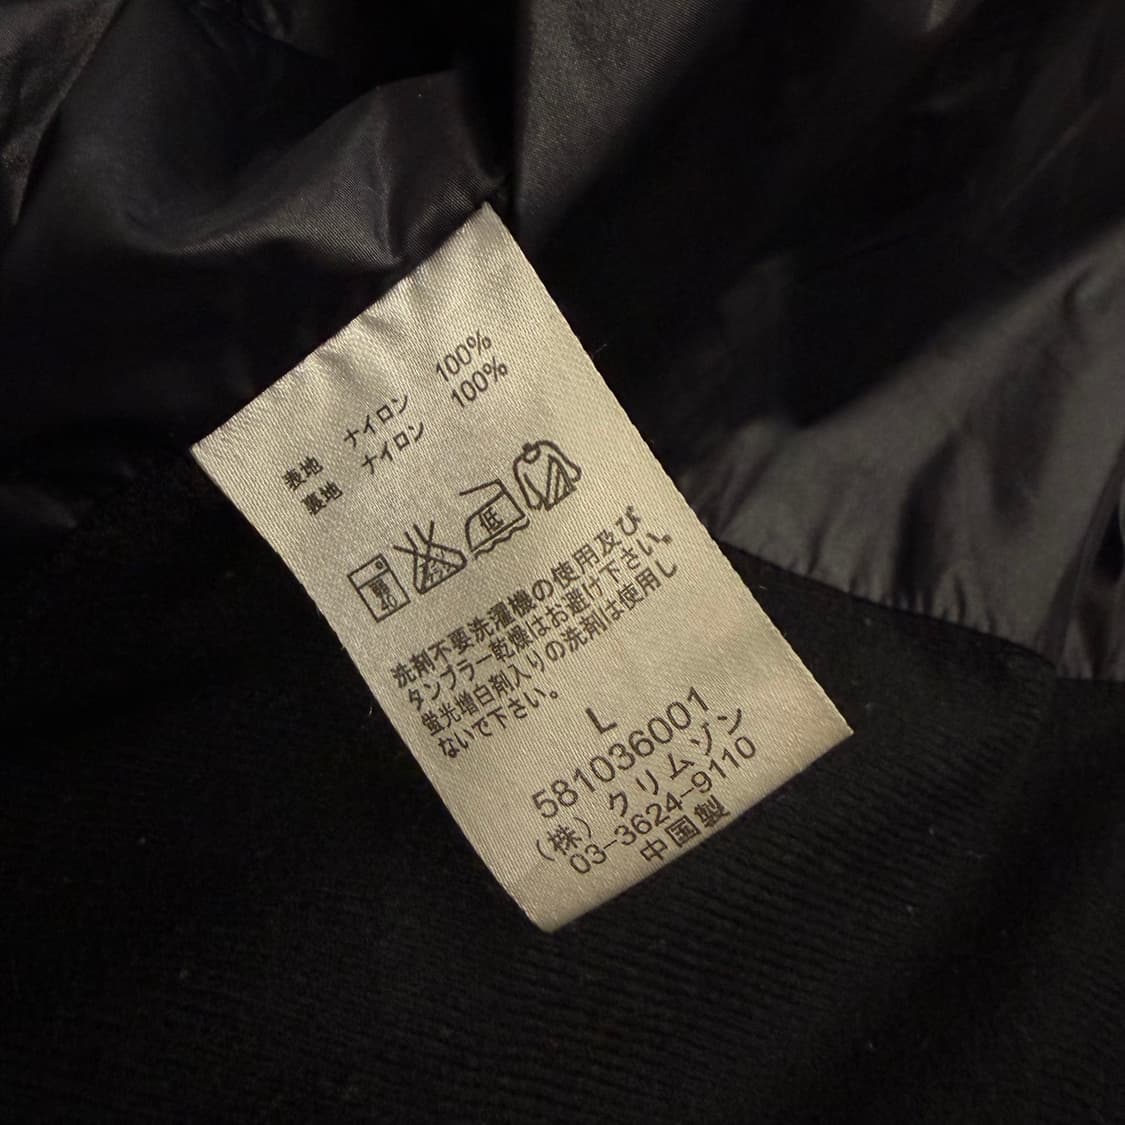 表地 ナイロン 100%
裏地 ナイロン 100%
弱 40
低
洗剤不要洗濯機の使用及び
タンブラー乾燥はお避け下さい。
蛍光増白剤入りの洗剤は使用し
ないで下さい。
L
581036001
(株) クリムゾン
03-3624-9110
中国製